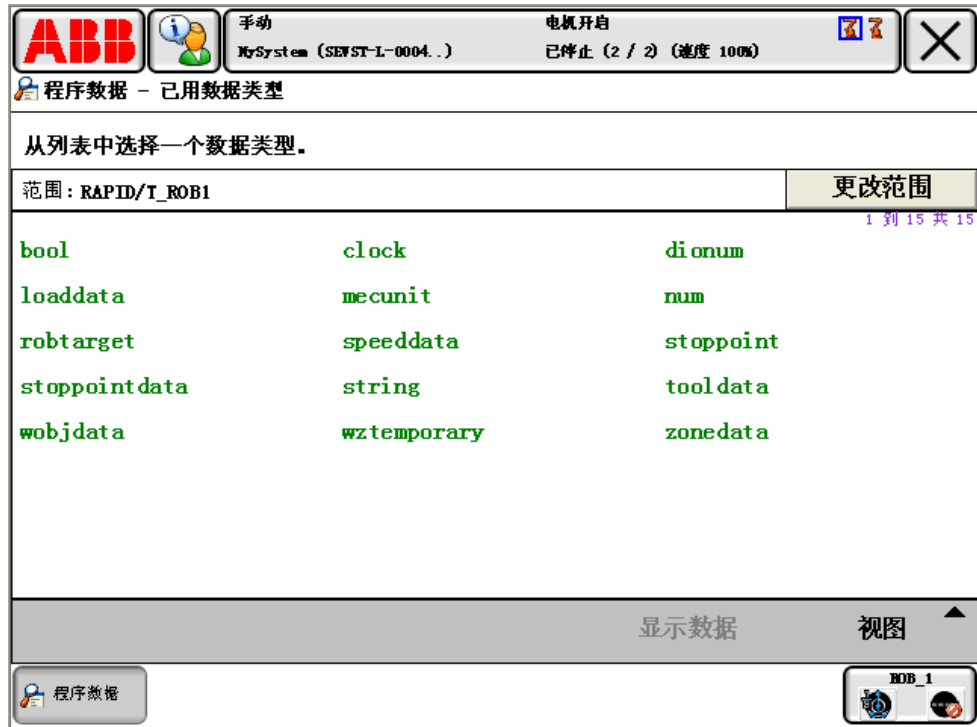 ABB
手动 电机开启
MySystem (SEVST-L-0004..) 已停止 (2 / 2) (速度 100%)
程序数据 - 已用数据类型
从列表中选择一个数据类型.
范围: RAPID/T_ROB1 更改范围
1 到 15 共 15
bool clock dionum
loaddata mecunit num
robtarget speeddata stoppoint
stoppointdata string tooldata
wobjdata wztemporary zonedata
显示数据 视图
程序数据 ROB_1